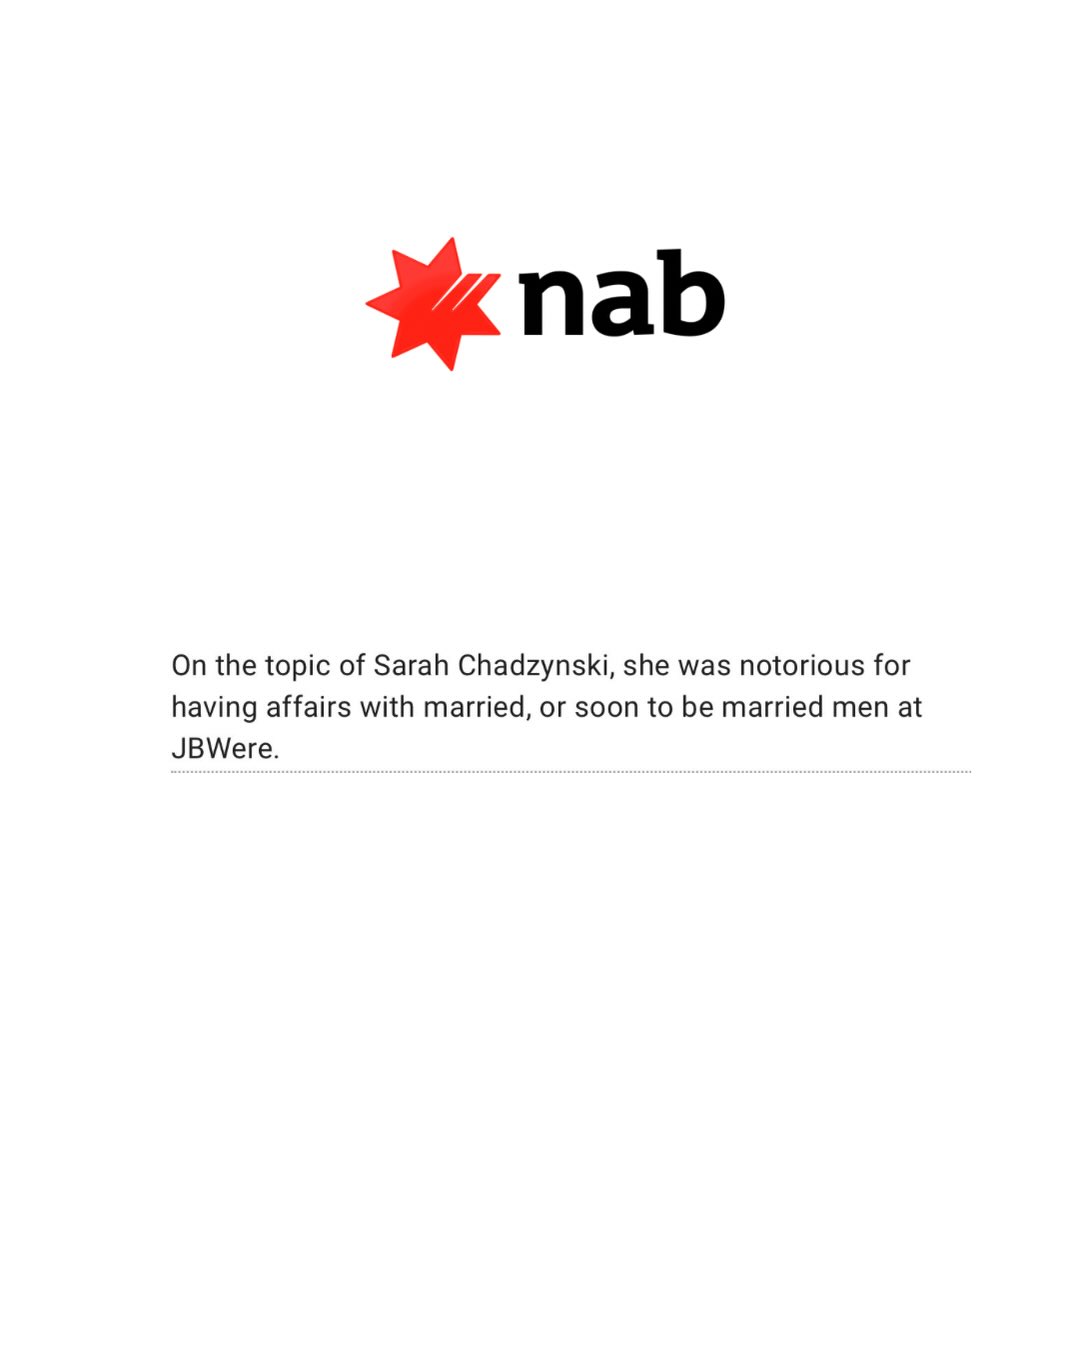 nab
On the topic of Sarah Chadzynski, she was notorious for
having affairs with married, or soon to be married men at
JBWere.